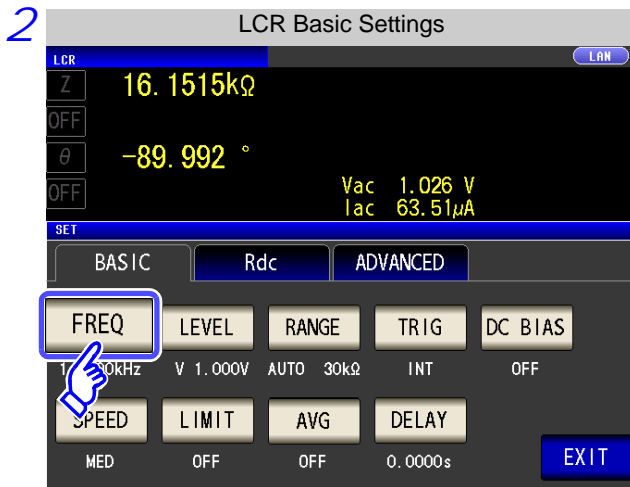 2
LCR Basic Settings
LCR
LAN
Z 16.1515kΩ
OFF
θ -89.992 °
OFF
Vac 1.026 V
Iac 63.51μA
SET
BASIC Rdc ADVANCED
FREQ LEVEL RANGE TRIG DC BIAS
V 1.000V AUTO 30kΩ INT OFF
SPEED LIMIT AVG DELAY
MED OFF OFF 0.0000s
EXIT